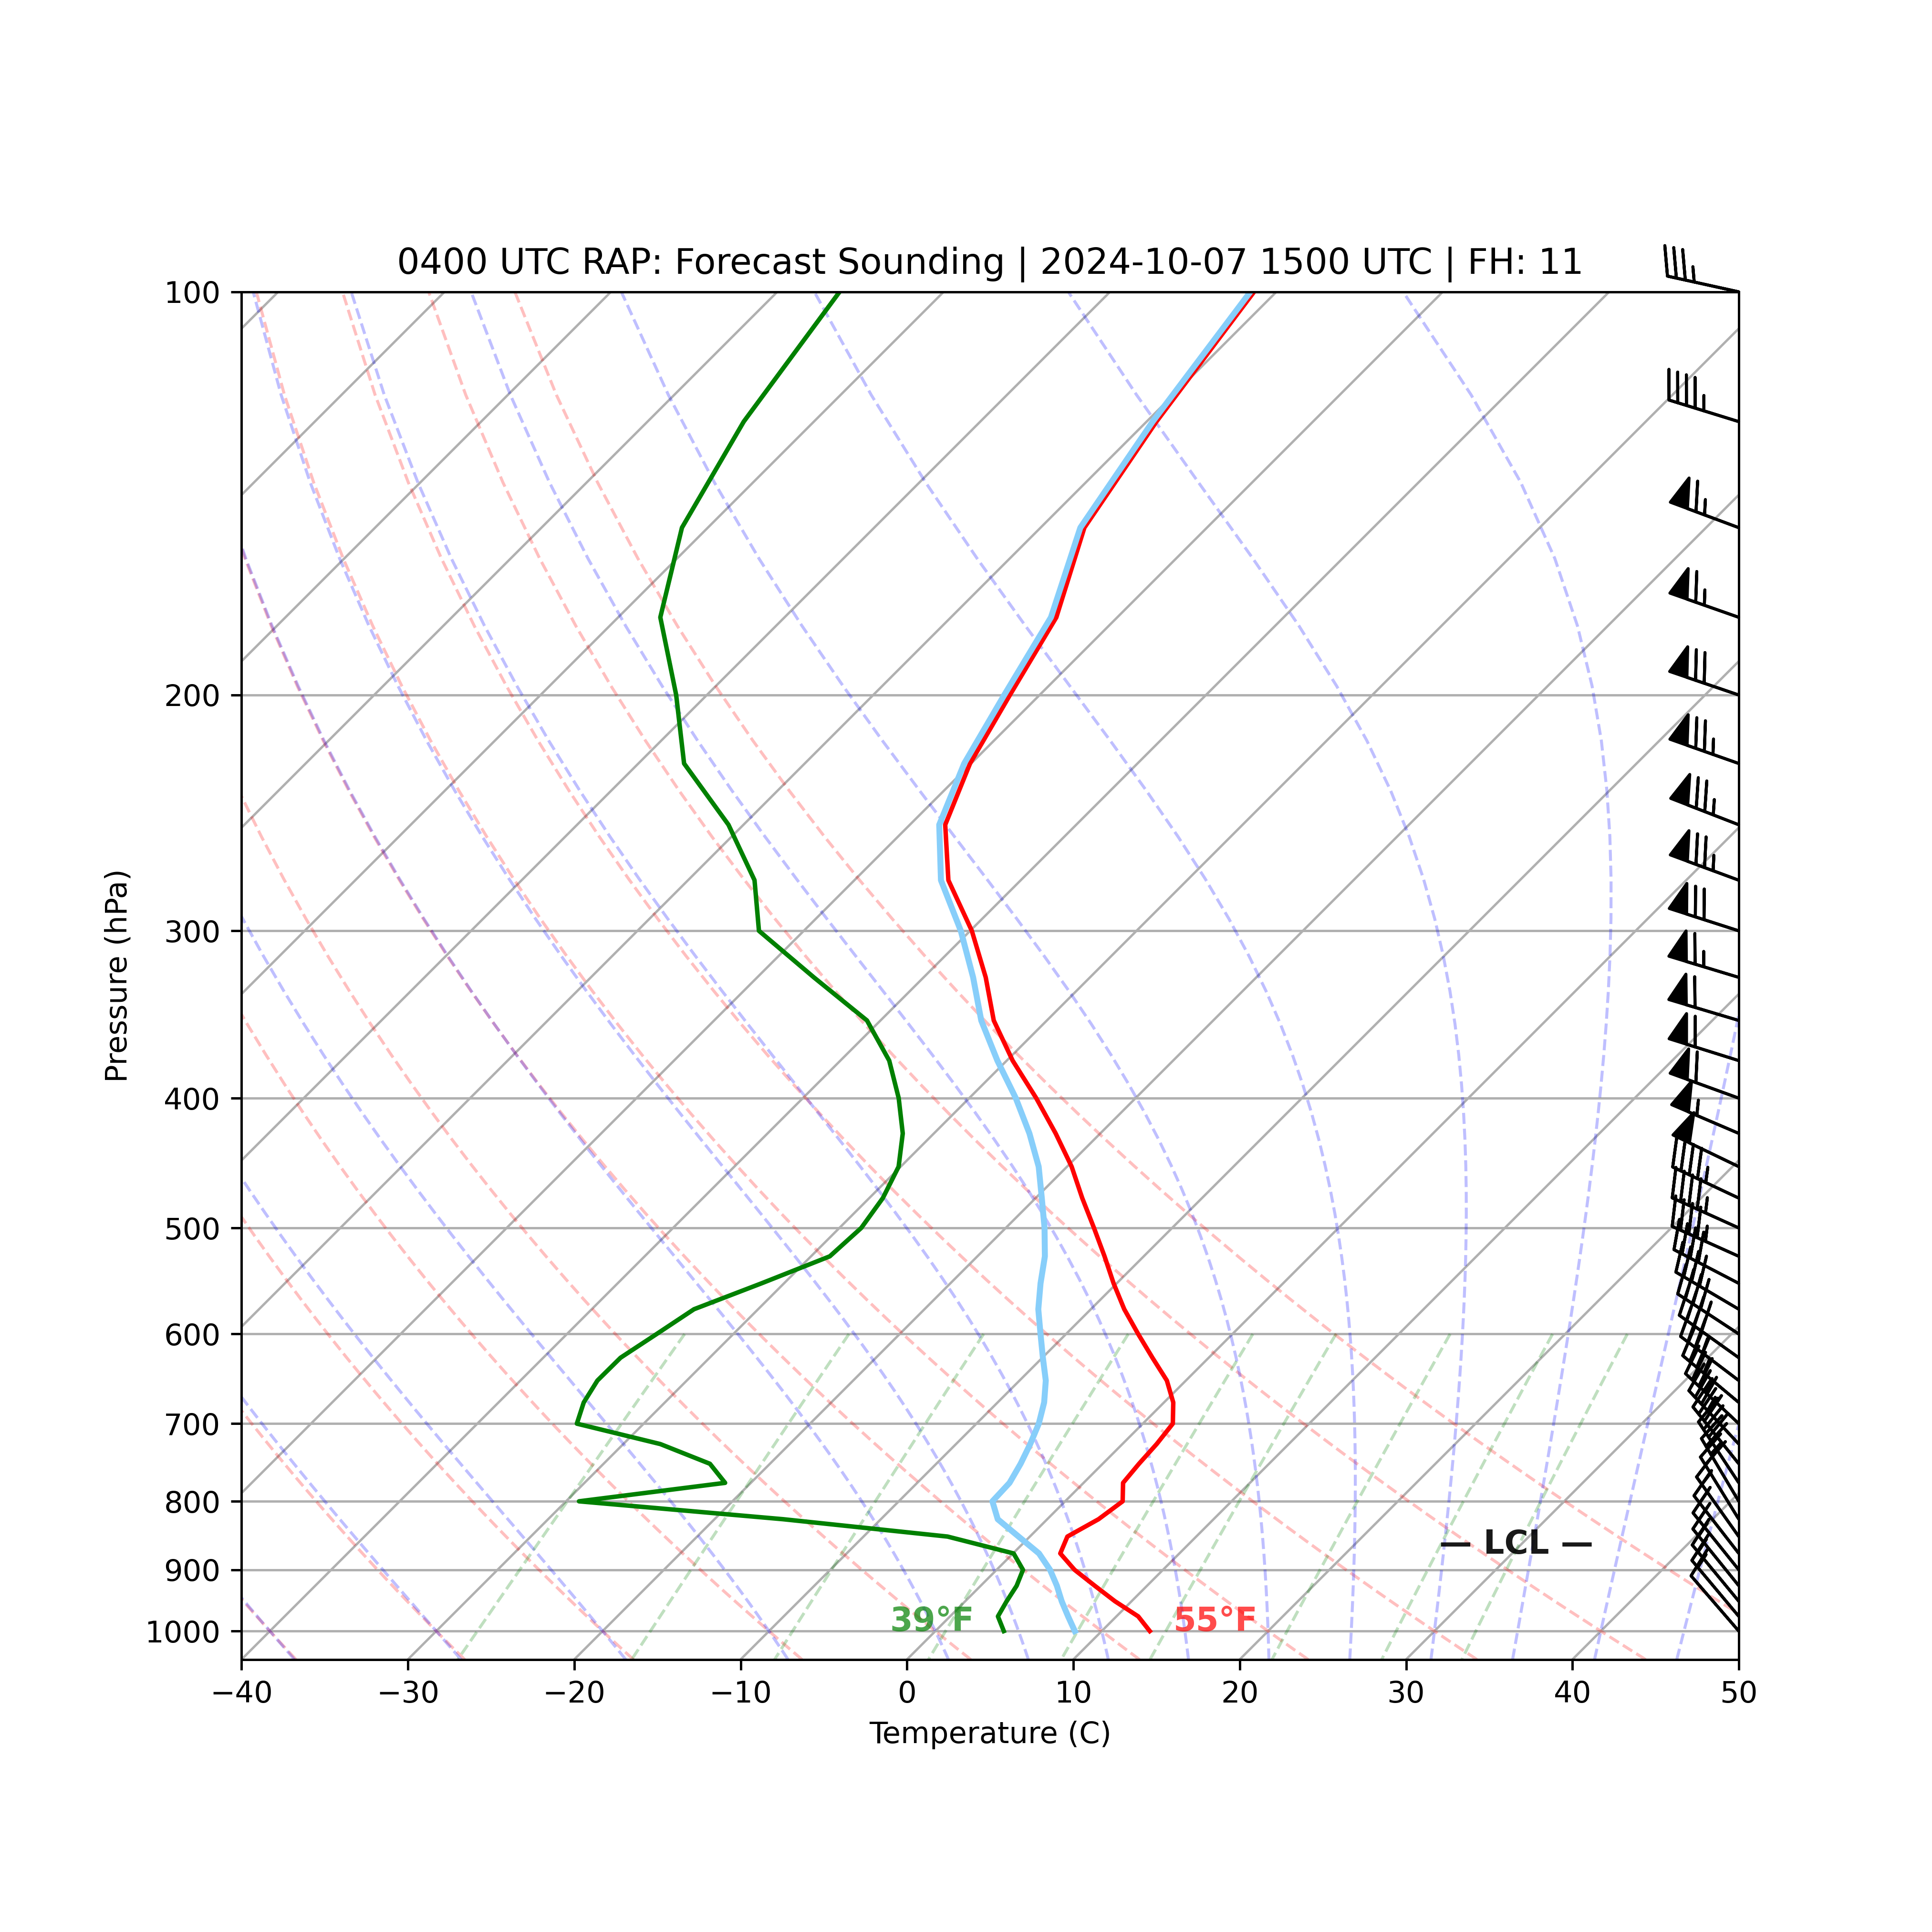 0400 UTC RAP: Forecast Sounding | 2024-10-07 1500 UTC | FH: 11
100
200
300
400
500
600
700
800
900
1000
Pressure (hPa)
— LCL —
39°F
55°F
−40 −30 −20 −10 0 10 20 30 40 50
Temperature (C)